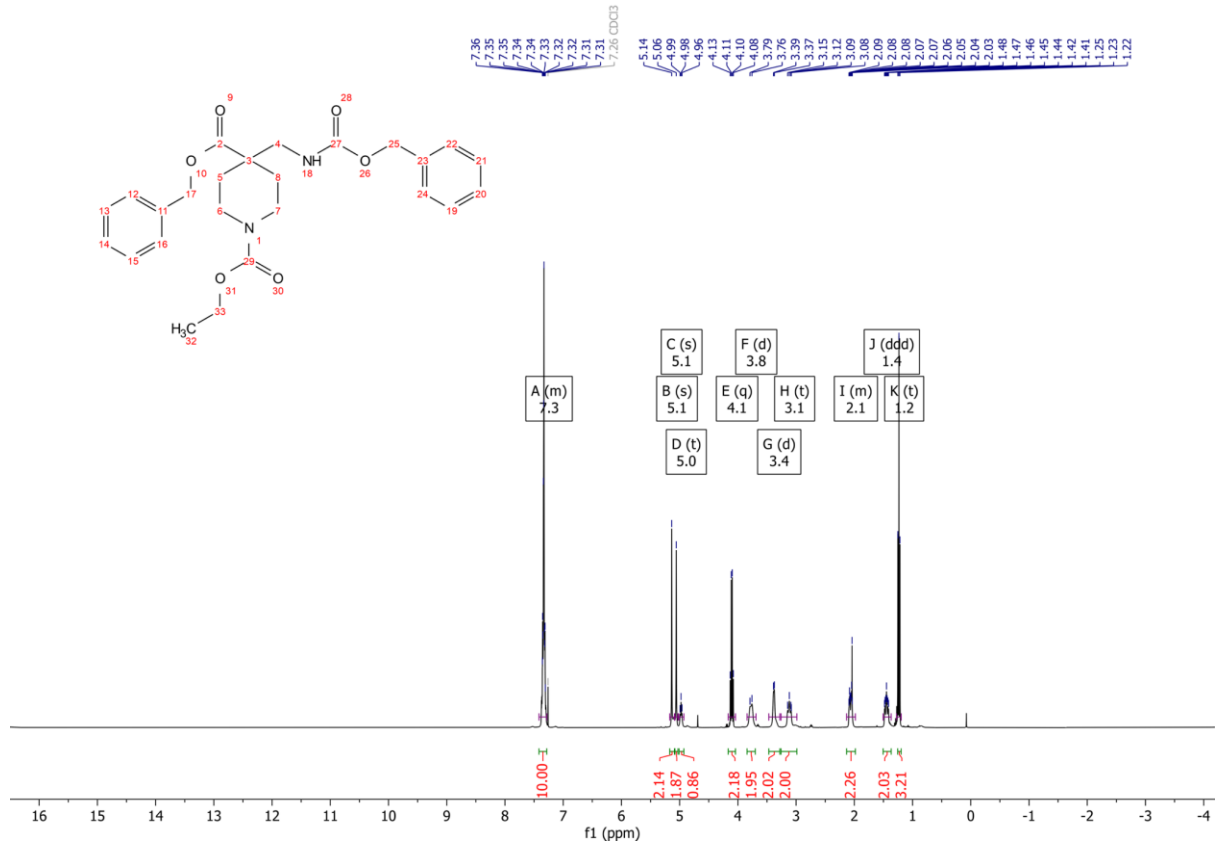 7.36 7.35 7.35 7.34 7.34 7.33 7.32 7.32 7.31 7.31 7.26 CDCl3 5.14 5.06 4.99 4.98 4.96 4.13 4.11 4.10 4.08 3.79 3.76 3.39 3.37 3.15 3.12 3.09 3.08 2.09 2.09 2.08 2.08 2.07 2.07 2.06 2.05 2.04 2.03 1.48 1.47 1.46 1.45 1.44 1.42 1.41 1.25 1.23 1.22
9 O
O 28
2 4 27 25 22
O 10 3 NH 18 O 26 23 21
12 17 5 8 24 20
13 11 6 7 19
14 16 N 1
15
29
O 31 O 30
33
H3C 32
C (s) 5.1
F (d) 3.8
J (ddd) 1.4
A (m) 7.3
B (s) 5.1
E (q) 4.1
H (t) 3.1
I (m) 2.1
K (t) 1.2
D (t) 5.0
G (d) 3.4
10.00 2.14 1.87 0.86 2.18 1.95 2.02 2.00 2.26 2.03 3.21
16 15 14 13 12 11 10 9 8 7 6 5 4 3 2 1 0 -1 -2 -3 -4
f1 (ppm)